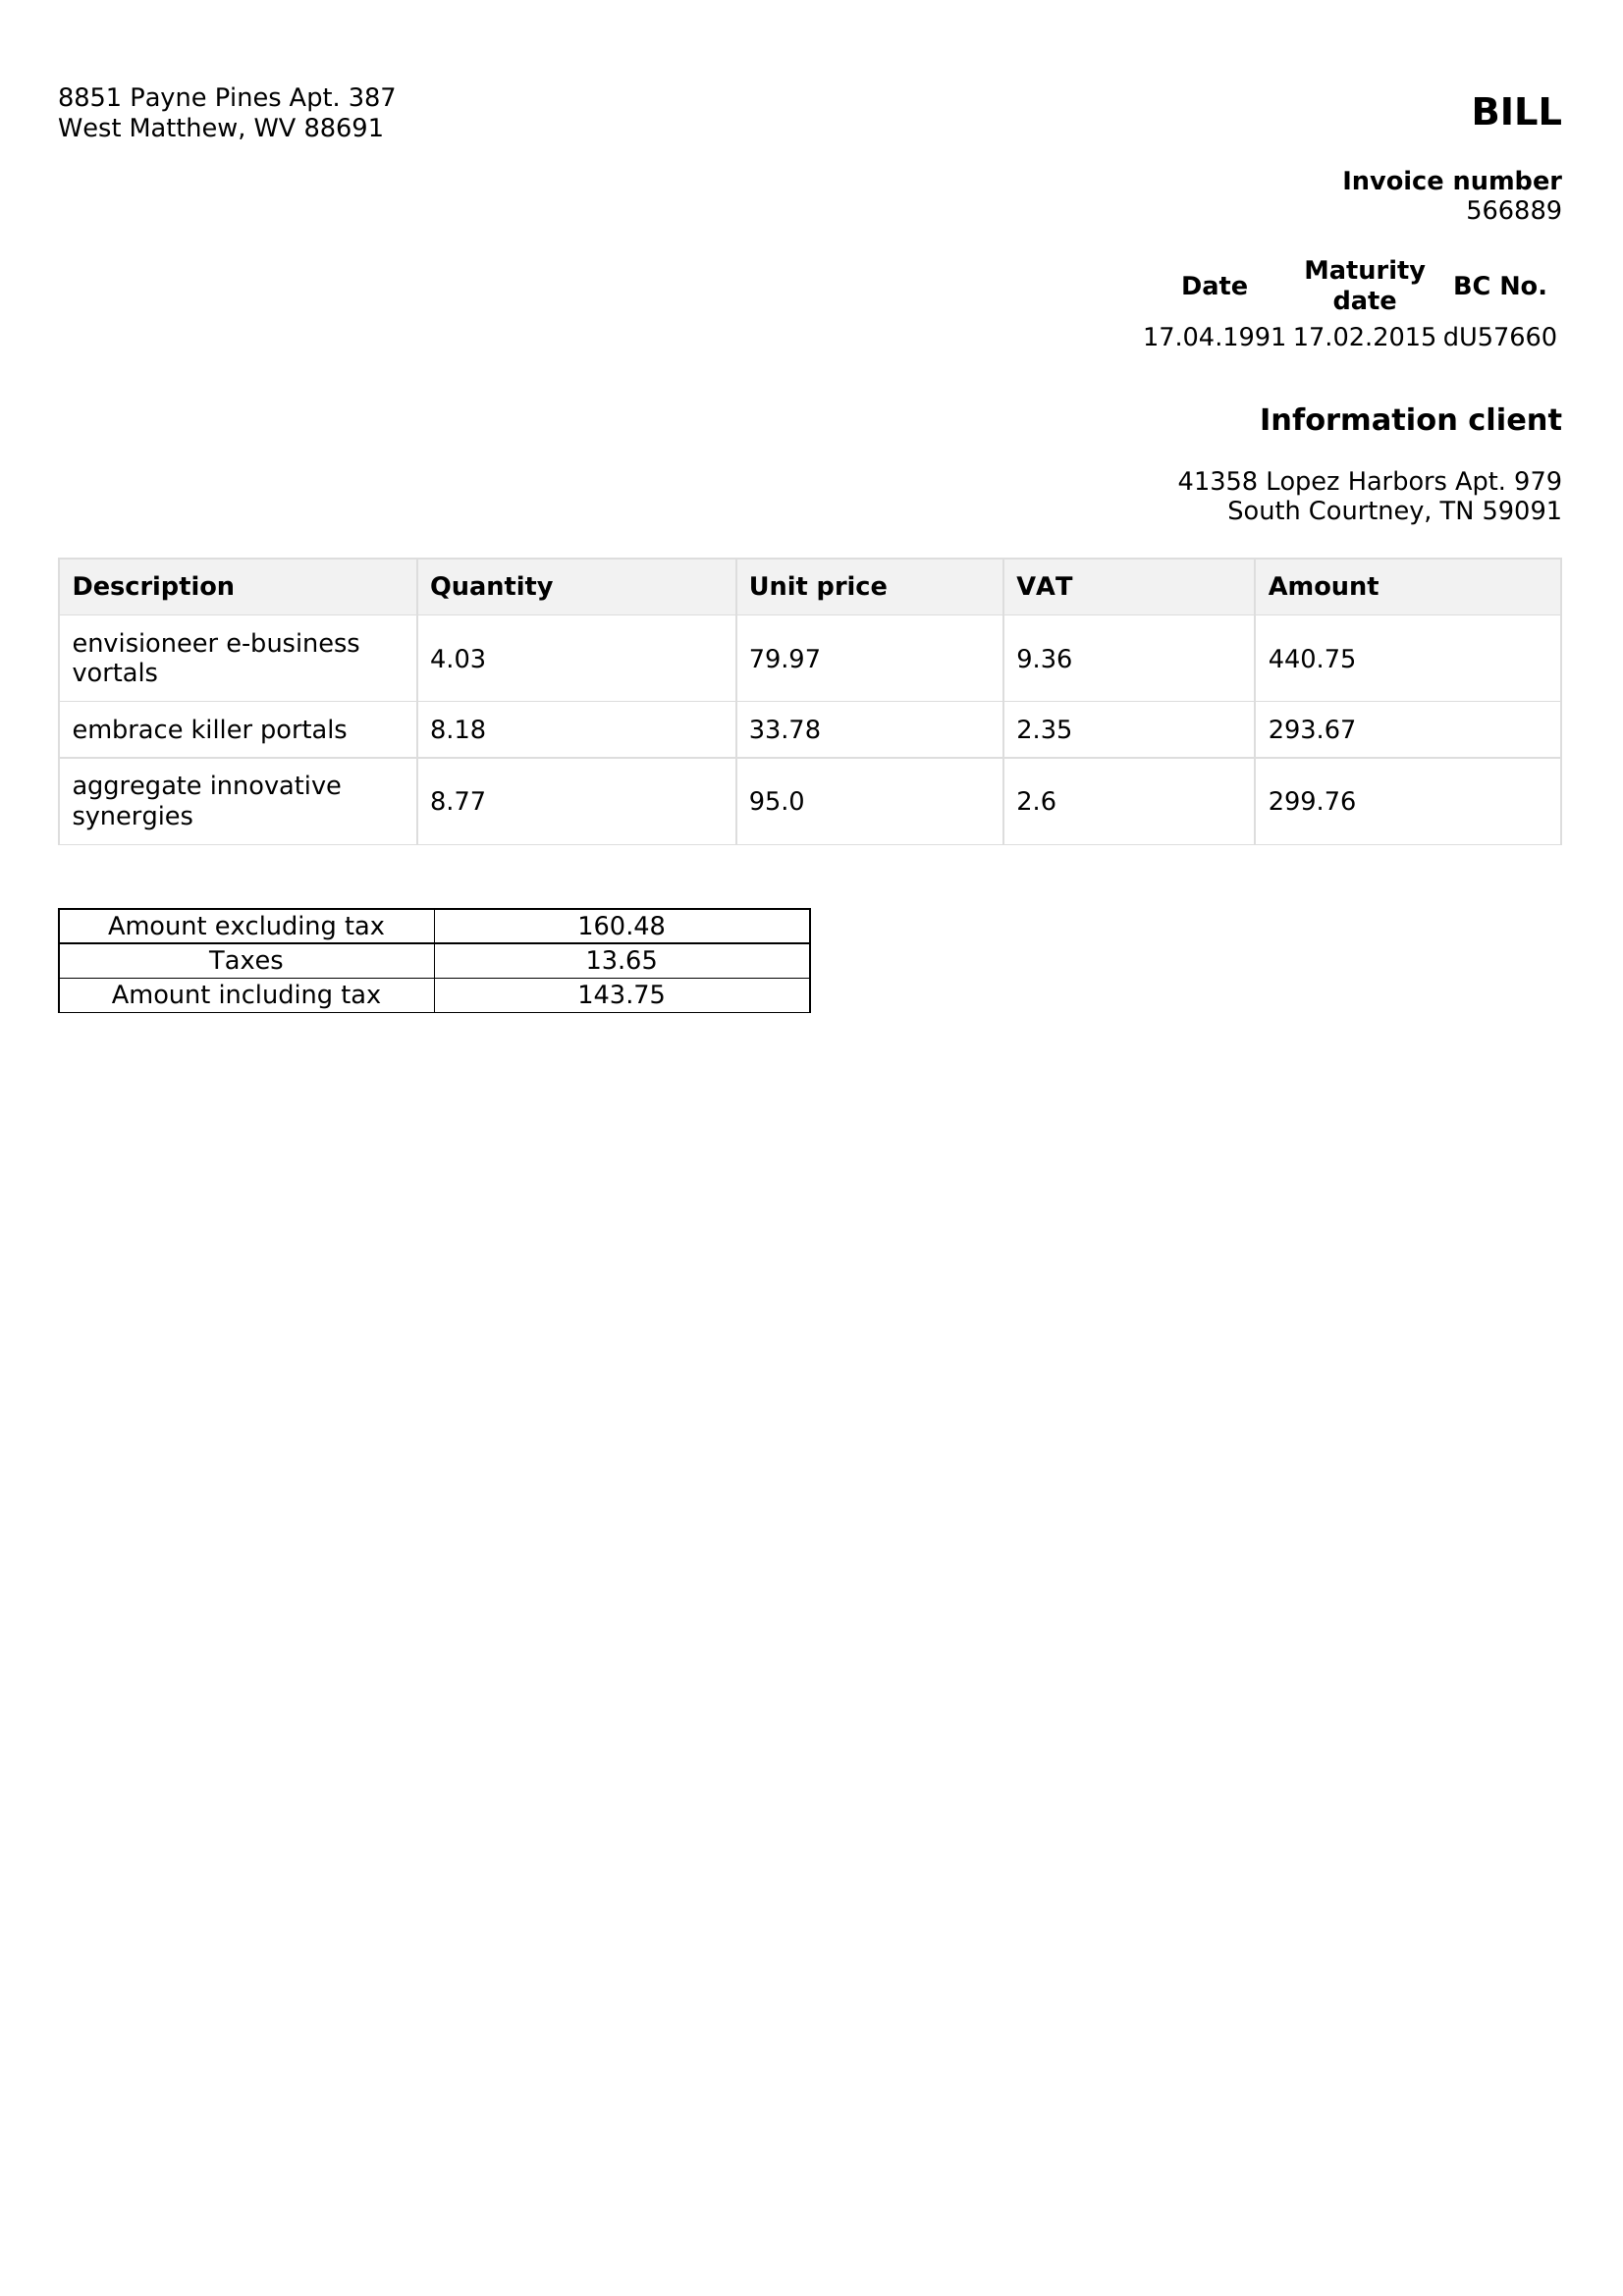 8851 Payne Pines Apt. 387
West Matthew, WV 88691
BILL
Invoice number
566889
Date Maturity date BC No.
17.04.1991 17.02.2015 dU57660
Information client
41358 Lopez Harbors Apt. 979
South Courtney, TN 59091
Description Quantity Unit price VAT Amount
envisioneer e-business
vortals 4.03 79.97 9.36 440.75
embrace killer portals 8.18 33.78 2.35 293.67
aggregate innovative
synergies 8.77 95.0 2.6 299.76
Amount excluding tax 160.48
Taxes 13.65
Amount including tax 143.75